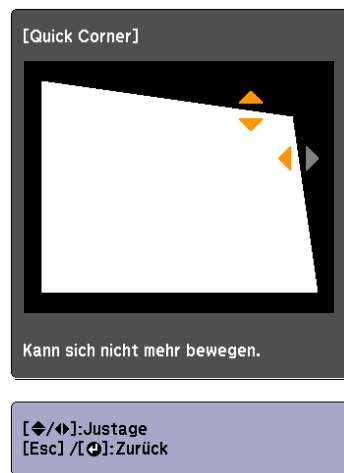 [Quick Corner]
Kann sich nicht mehr bewegen.
[◆/◆]:Justage
[Esc] /[↵]:Zurück